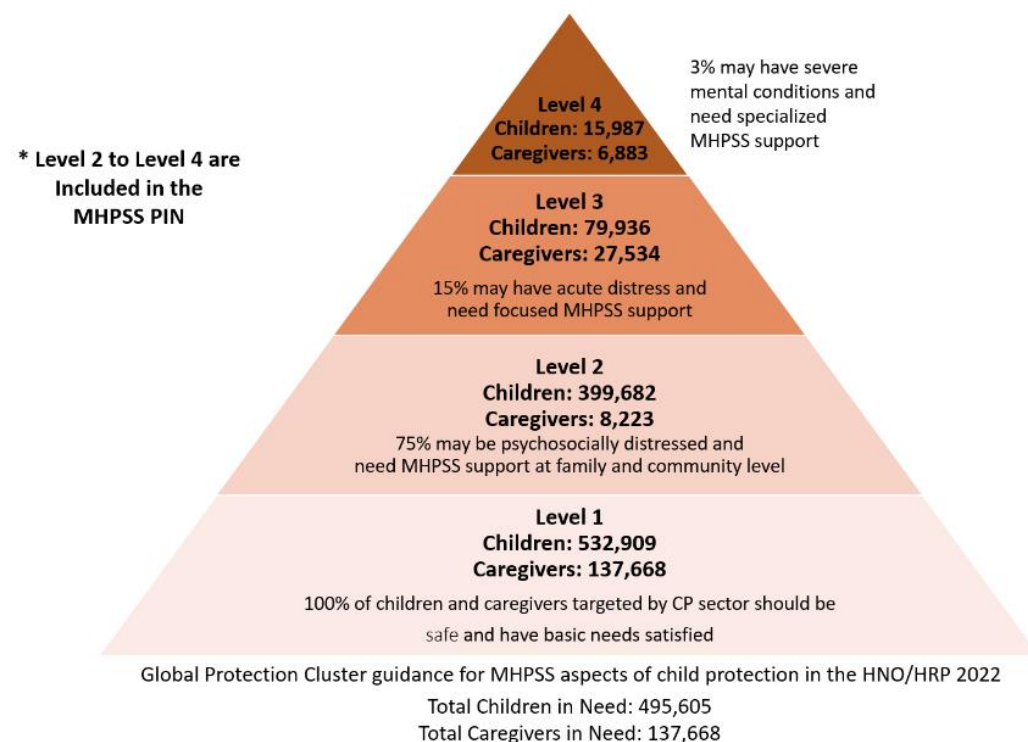 Level 4
Children: 15,987
Caregivers: 6,883
3% may have severe
mental conditions and
need specialized
MHPSS support
* Level 2 to Level 4 are
Included in the
MHPSS PIN
Level 3
Children: 79,936
Caregivers: 27,534
15% may have acute distress and
need focused MHPSS support
Level 2
Children: 399,682
Caregivers: 8,223
75% may be psychosocially distressed and
need MHPSS support at family and community level
Level 1
Children: 532,909
Caregivers: 137,668
100% of children and caregivers targeted by CP sector should be
safe and have basic needs satisfied
Global Protection Cluster guidance for MHPSS aspects of child protection in the HNO/HRP 2022
Total Children in Need: 495,605
Total Caregivers in Need: 137,668